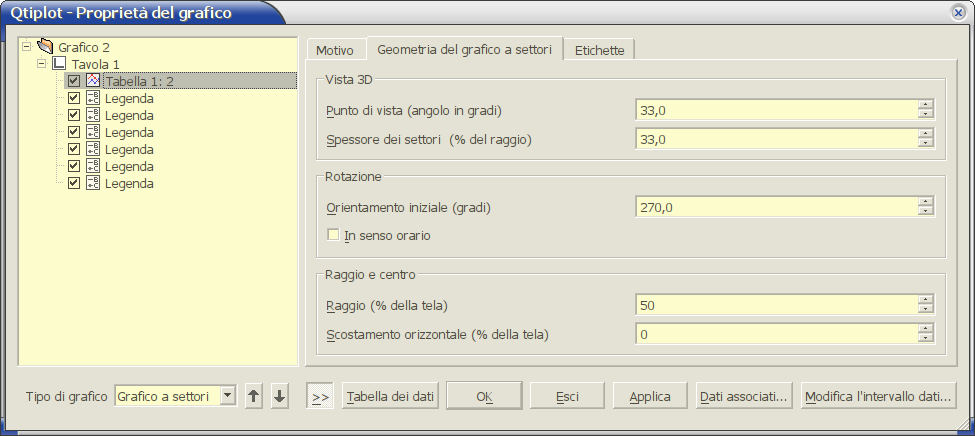 Qtiplot - Proprietà del grafico
Grafico 2
Tavola 1
Tabella 1: 2
Legenda
Legenda
Legenda
Legenda
Legenda
Legenda
Motivo
Geometria del grafico a settori
Etichette
Vista 3D
Punto di vista (angolo in gradi)
33,0
Spessore dei settori (% del raggio)
33,0
Rotazione
Orientamento iniziale (gradi)
270,0
In senso orario
Raggio e centro
Raggio (% della tela)
50
Scostamento orizzontale (% della tela)
0
Tipo di grafico
Grafico a settori
>>
Tabella dei dati
OK
Esci
Applica
Dati associati...
Modifica l'intervallo dati...